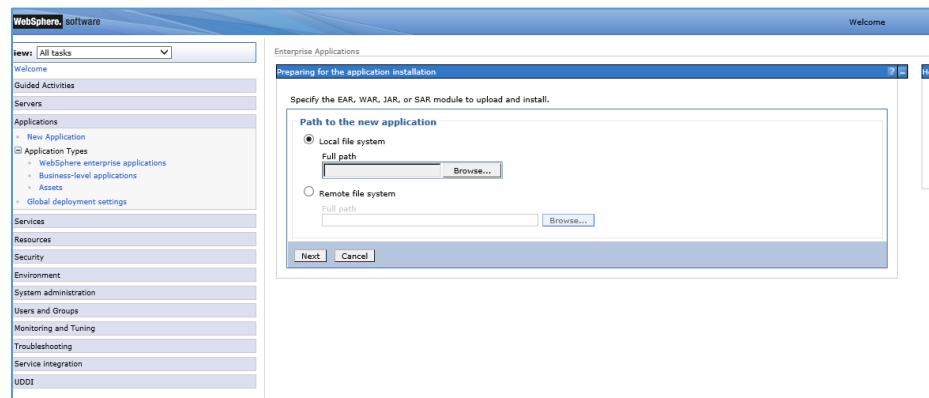 WebSphere. software
Welcome
iew: All tasks
Welcome
Guided Activities
Servers
Applications
New Application
Application Types
WebSphere enterprise applications
Business-level applications
Assets
Global deployment settings
Services
Resources
Security
Environment
System administration
Users and Groups
Monitoring and Tuning
Troubleshooting
Service integration
UDDI
Enterprise Applications
Preparing for the application installation
? -
Specify the EAR, WAR, JAR, or SAR module to upload and install.
Path to the new application
Local file system
Full path
Browse...
Remote file system
Full path
Browse...
Next Cancel